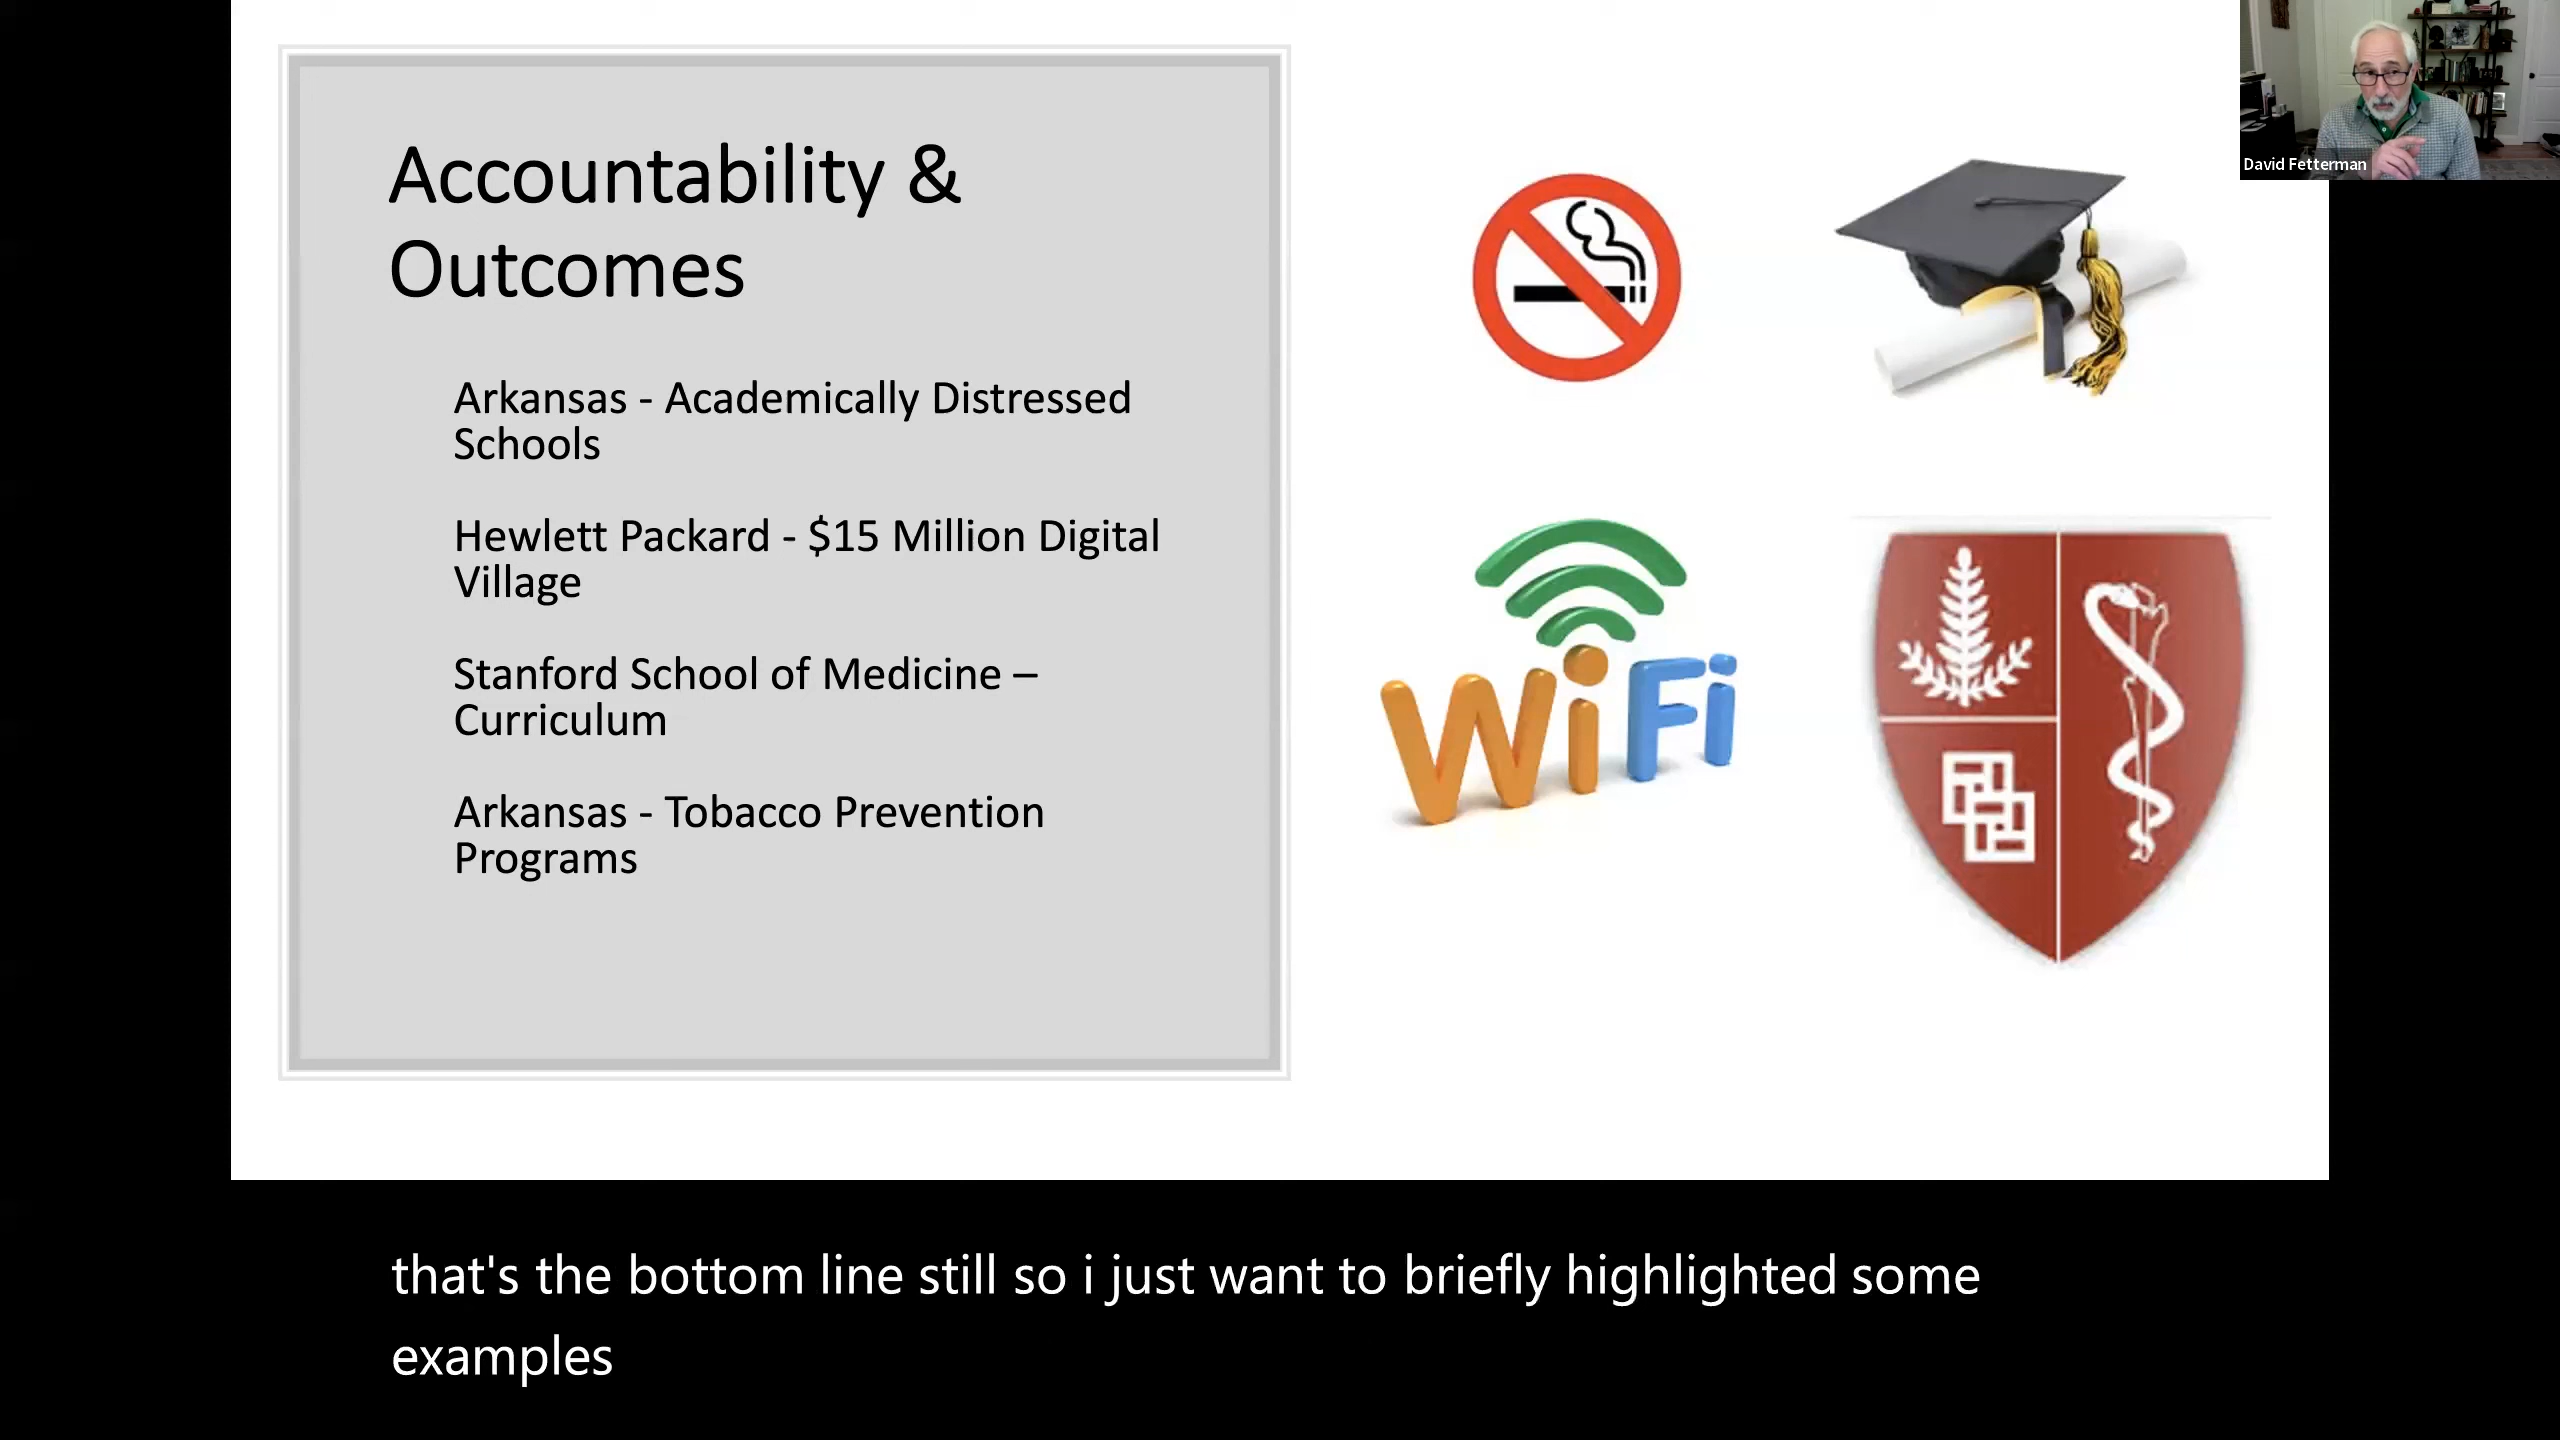 Accountability &
Outcomes
Arkansas - Academically Distressed
Schools
Hewlett Packard - $15 Million Digital
Village
Stanford School of Medicine –
Curriculum
Arkansas - Tobacco Prevention
Programs
WiFi
David Fetterman
that's the bottom line still so i just want to briefly highlighted some
examples